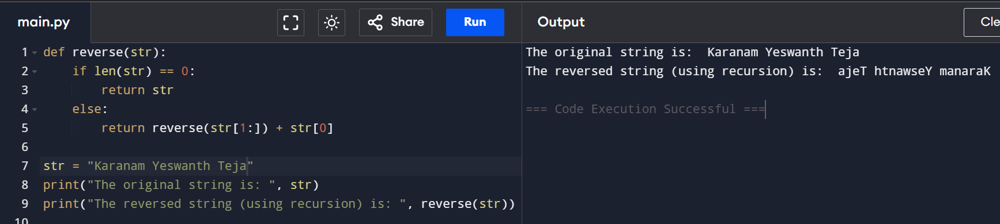 main.py Share Run Output Cle
1 def reverse(str): The original string is:  Karanam Yeswanth Teja
2     if len(str) == 0: The reversed string (using recursion) is:  ajeT htnawseY manaraK
3         return str
4     else: === Code Execution Successful ===
5         return reverse(str[1:]) + str[0]
6
7 str = "Karanam Yeswanth Teja"
8 print("The original string is: ", str)
9 print("The reversed string (using recursion) is: ", reverse(str))
10